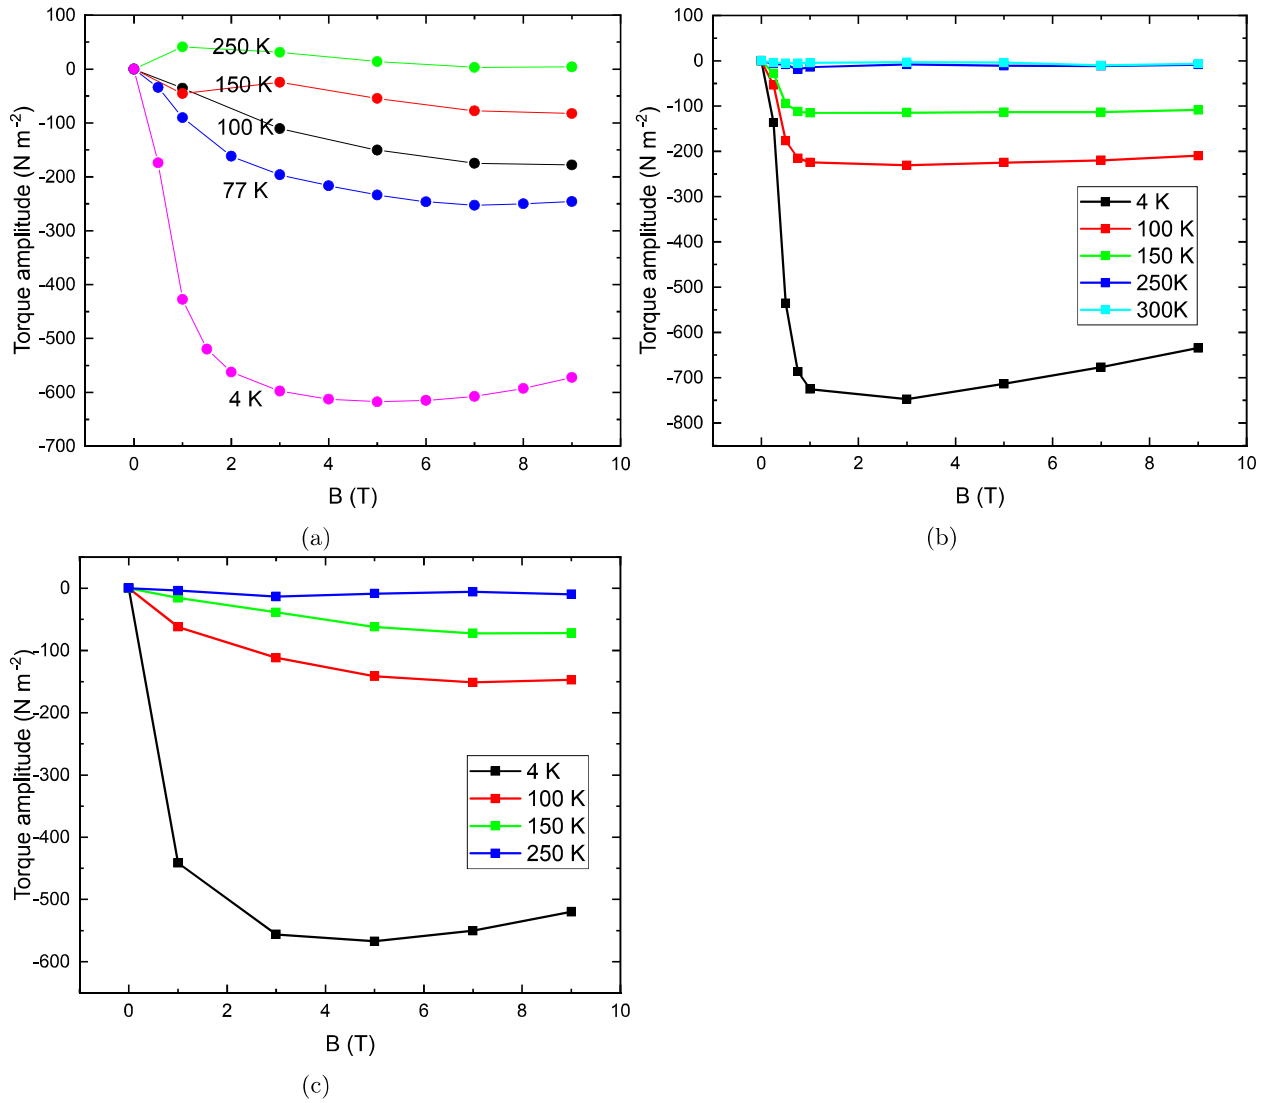 100
0
-100
-200
-300
-400
-500
-600
-700
Torque amplitude (N m⁻²)
250 K
150 K
100 K
77 K
4 K
0 2 4 6 8 10
B (T)
(a)
100
0
-100
-200
-300
-400
-500
-600
-700
-800
Torque amplitude (N m⁻²)
4 K
100 K
150 K
250K
300K
0 2 4 6 8 10
B (T)
(b)
0
-100
-200
-300
-400
-500
-600
Torque amplitude (N m⁻²)
4 K
100 K
150 K
250 K
0 2 4 6 8 10
B (T)
(c)